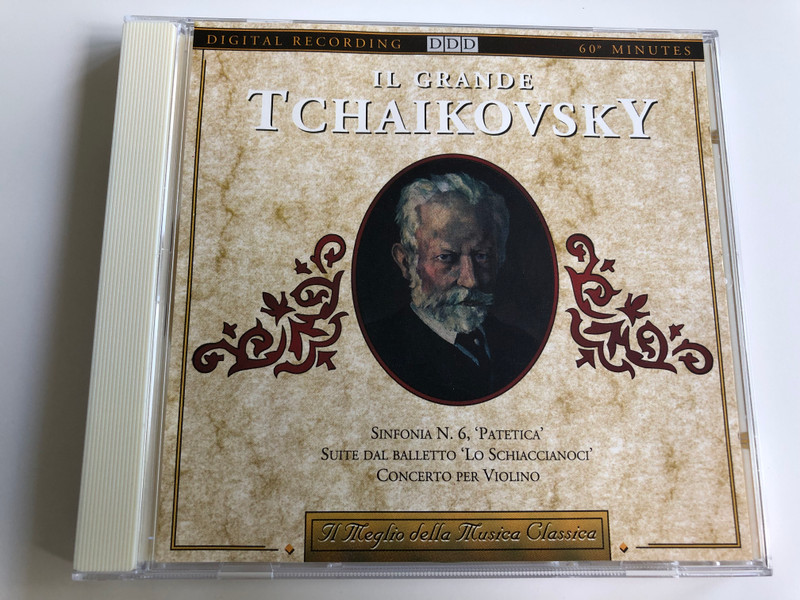 DIGITAL RECORDING DDD 60º MINUTES
IL GRANDE
TCHAIKOVSKY
SINFONIA N. 6, ‘PATETICA’
SUITE DAL BALLETTO ‘LO SCHIACCIANOCI’
CONCERTO PER VIOLINO
Il Meglio della Musica Classica